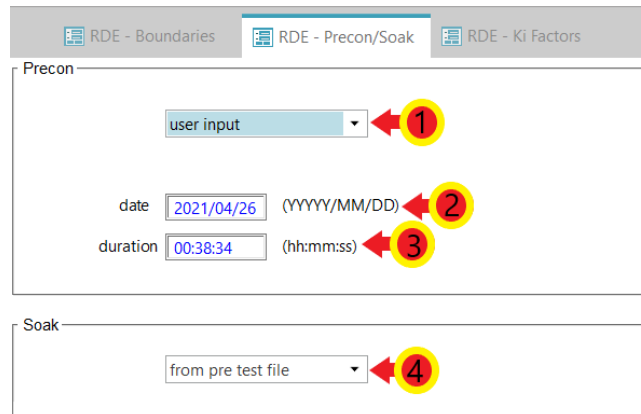 RDE - Boundaries RDE - Precon/Soak RDE - Ki Factors
Precon
user input 1
date 2021/04/26 (YYYYY/MM/DD) 2
duration 00:38:34 (hh:mm:ss) 3
Soak
from pre test file 4